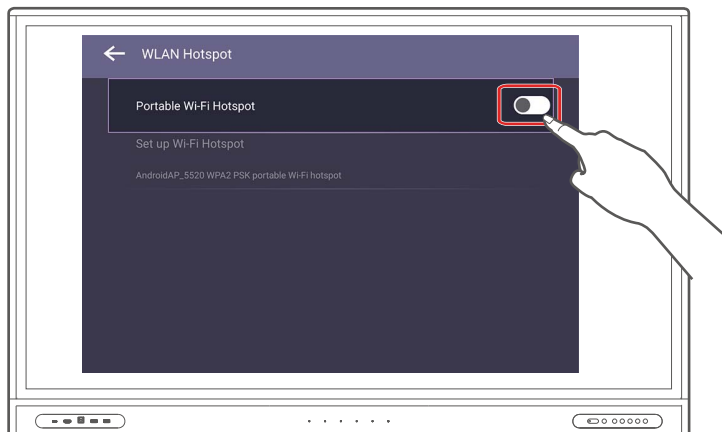 WLAN Hotspot
Portable Wi-Fi Hotspot
Set up Wi-Fi Hotspot
AndroidAP_5520 WPA2 PSK portable Wi-Fi hotspot